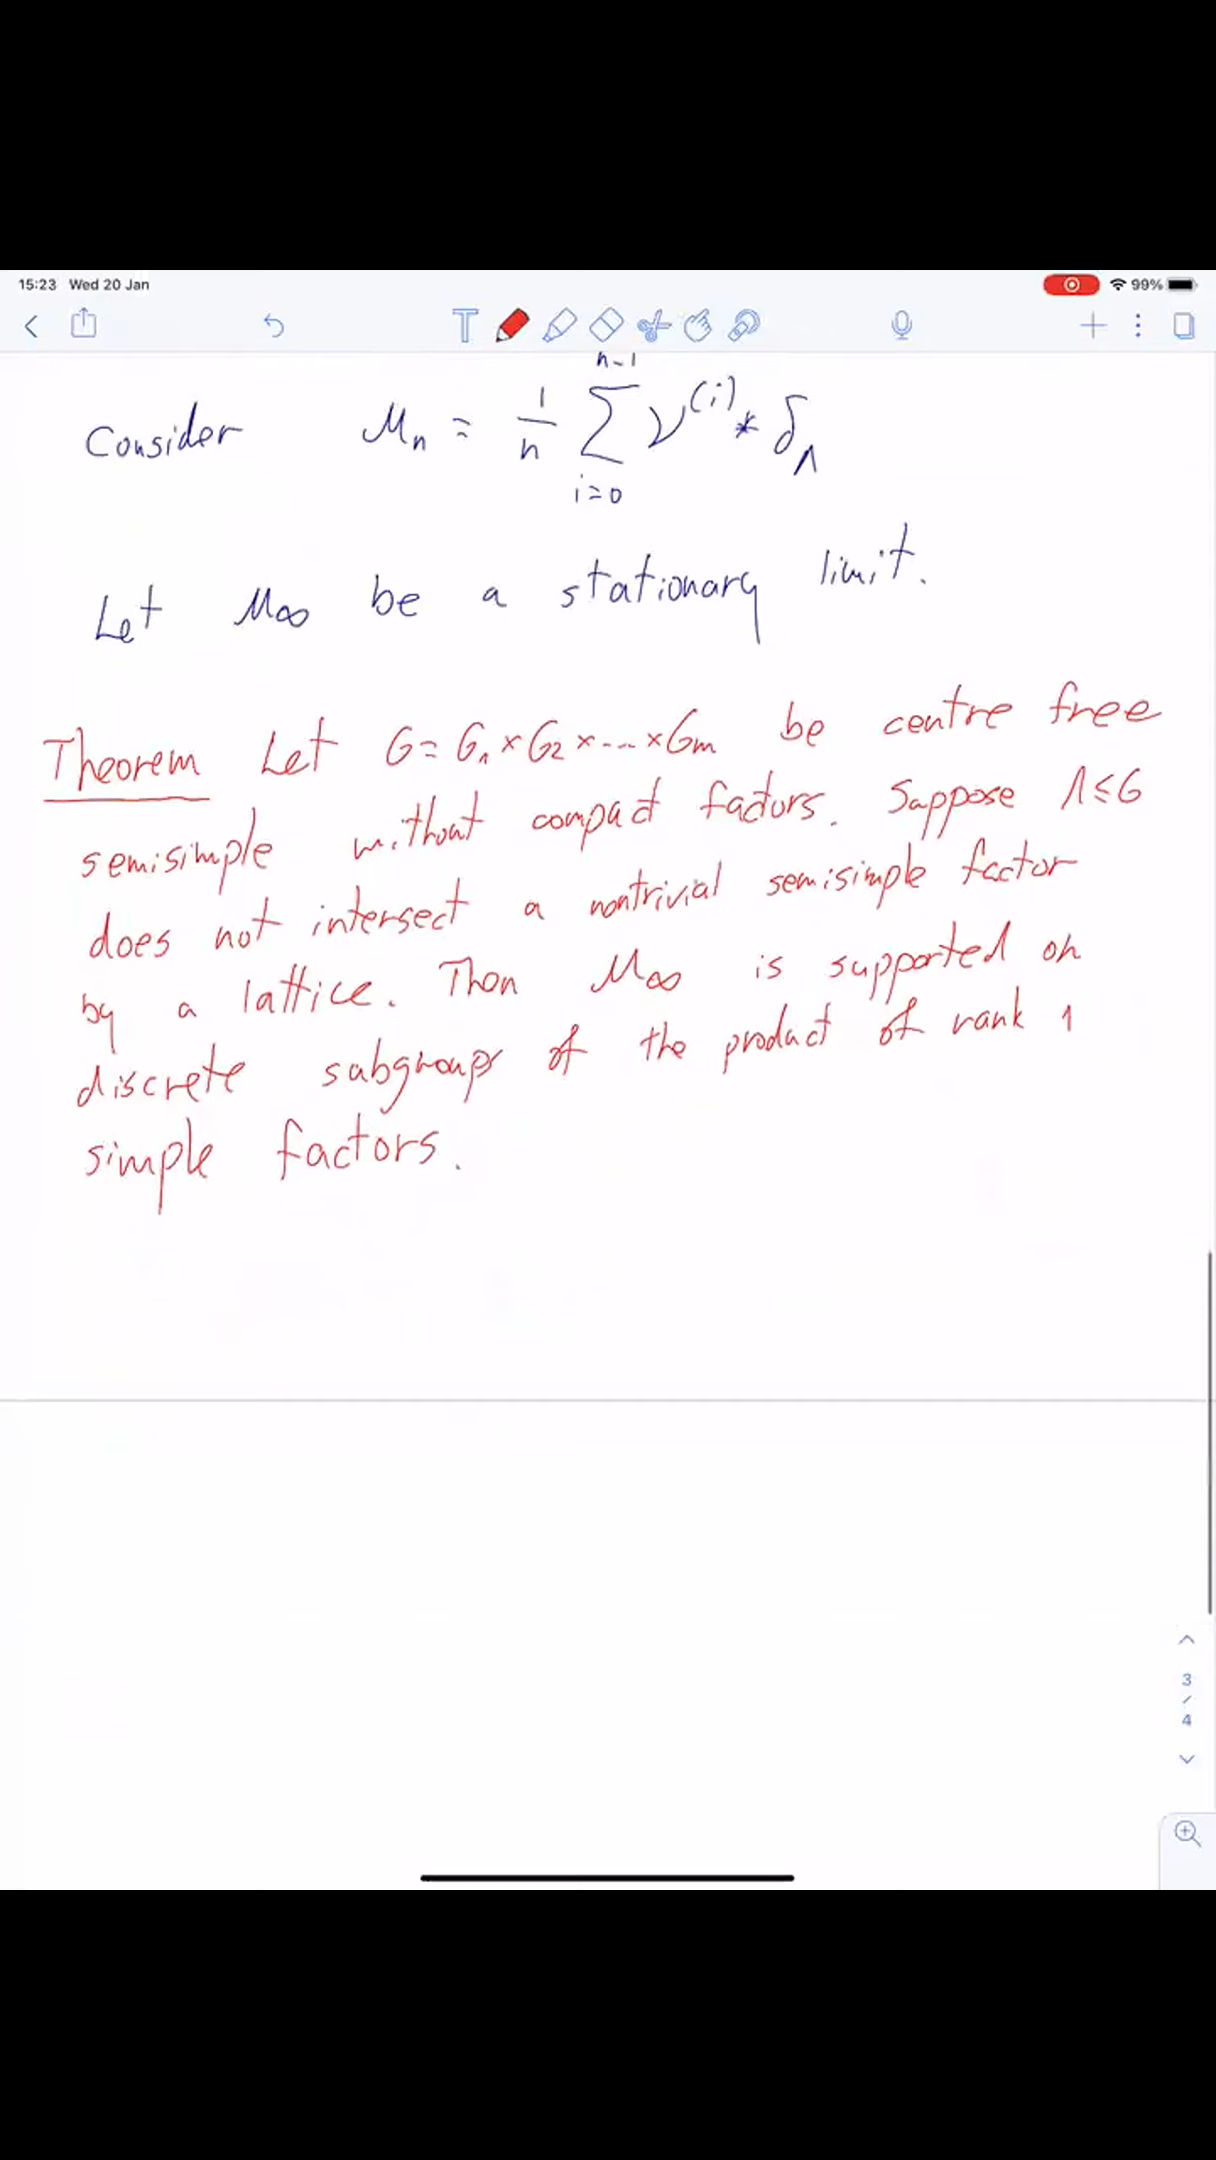 15:23 Wed 20 Jan 99%
n-1
Consider μn = 1/n Σ ν^(i) * δΛ
i=0
Let μ∞ be a stationary limit.
Theorem Let G = G1 × G2 × ... × Gm be centre free
semisimple without compact factors. Suppose Λ ≤ G
does not intersect a nontrivial semisimple factor
by a lattice. Then μ∞ is supported on
discrete subgroups of the product of rank 1
simple factors.
3
/
4